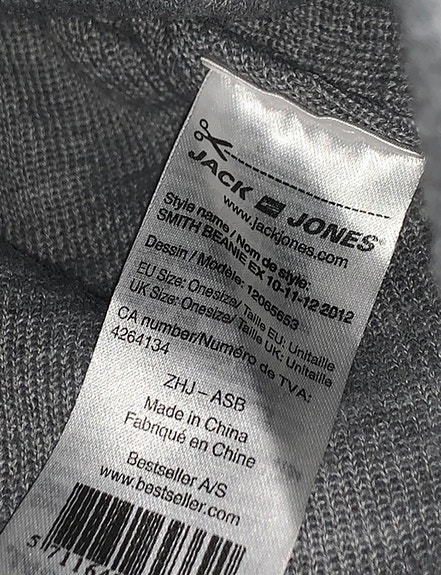 JACK JONES
www.jackjones.com
Style name / Nom de style:
SMITH BEANIE EX 10-11-12 2012
Dessin / Modèle: 12065653
EU Size: Onesize/ Taille EU: Unitaille
UK Size: Onesize/ Taille UK: Unitaille
CA number/Numéro de TVA:
4264134
ZHJ – ASB
Made in China
Fabriqué en Chine
Bestseller A/S
www.bestseller.com